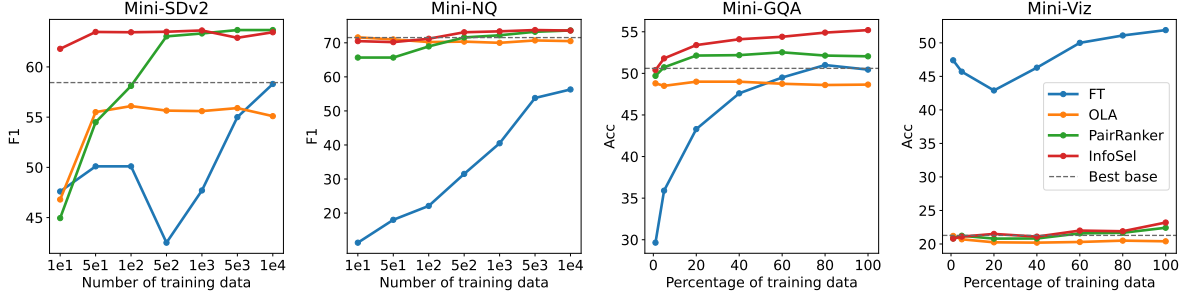 Mini-SDv2
F1
60
55
50
45
1e1 5e1 1e2 5e2 1e3 5e3 1e4
Number of training data
Mini-NQ
F1
70
60
50
40
30
20
1e1 5e1 1e2 5e2 1e3 5e3 1e4
Number of training data
Mini-GQA
Acc
55
50
45
40
35
30
0 20 40 60 80 100
Percentage of training data
Mini-Viz
Acc
50
45
40
35
30
25
20
0 20 40 60 80 100
Percentage of training data
FT
OLA
PairRanker
InfoSel
Best base